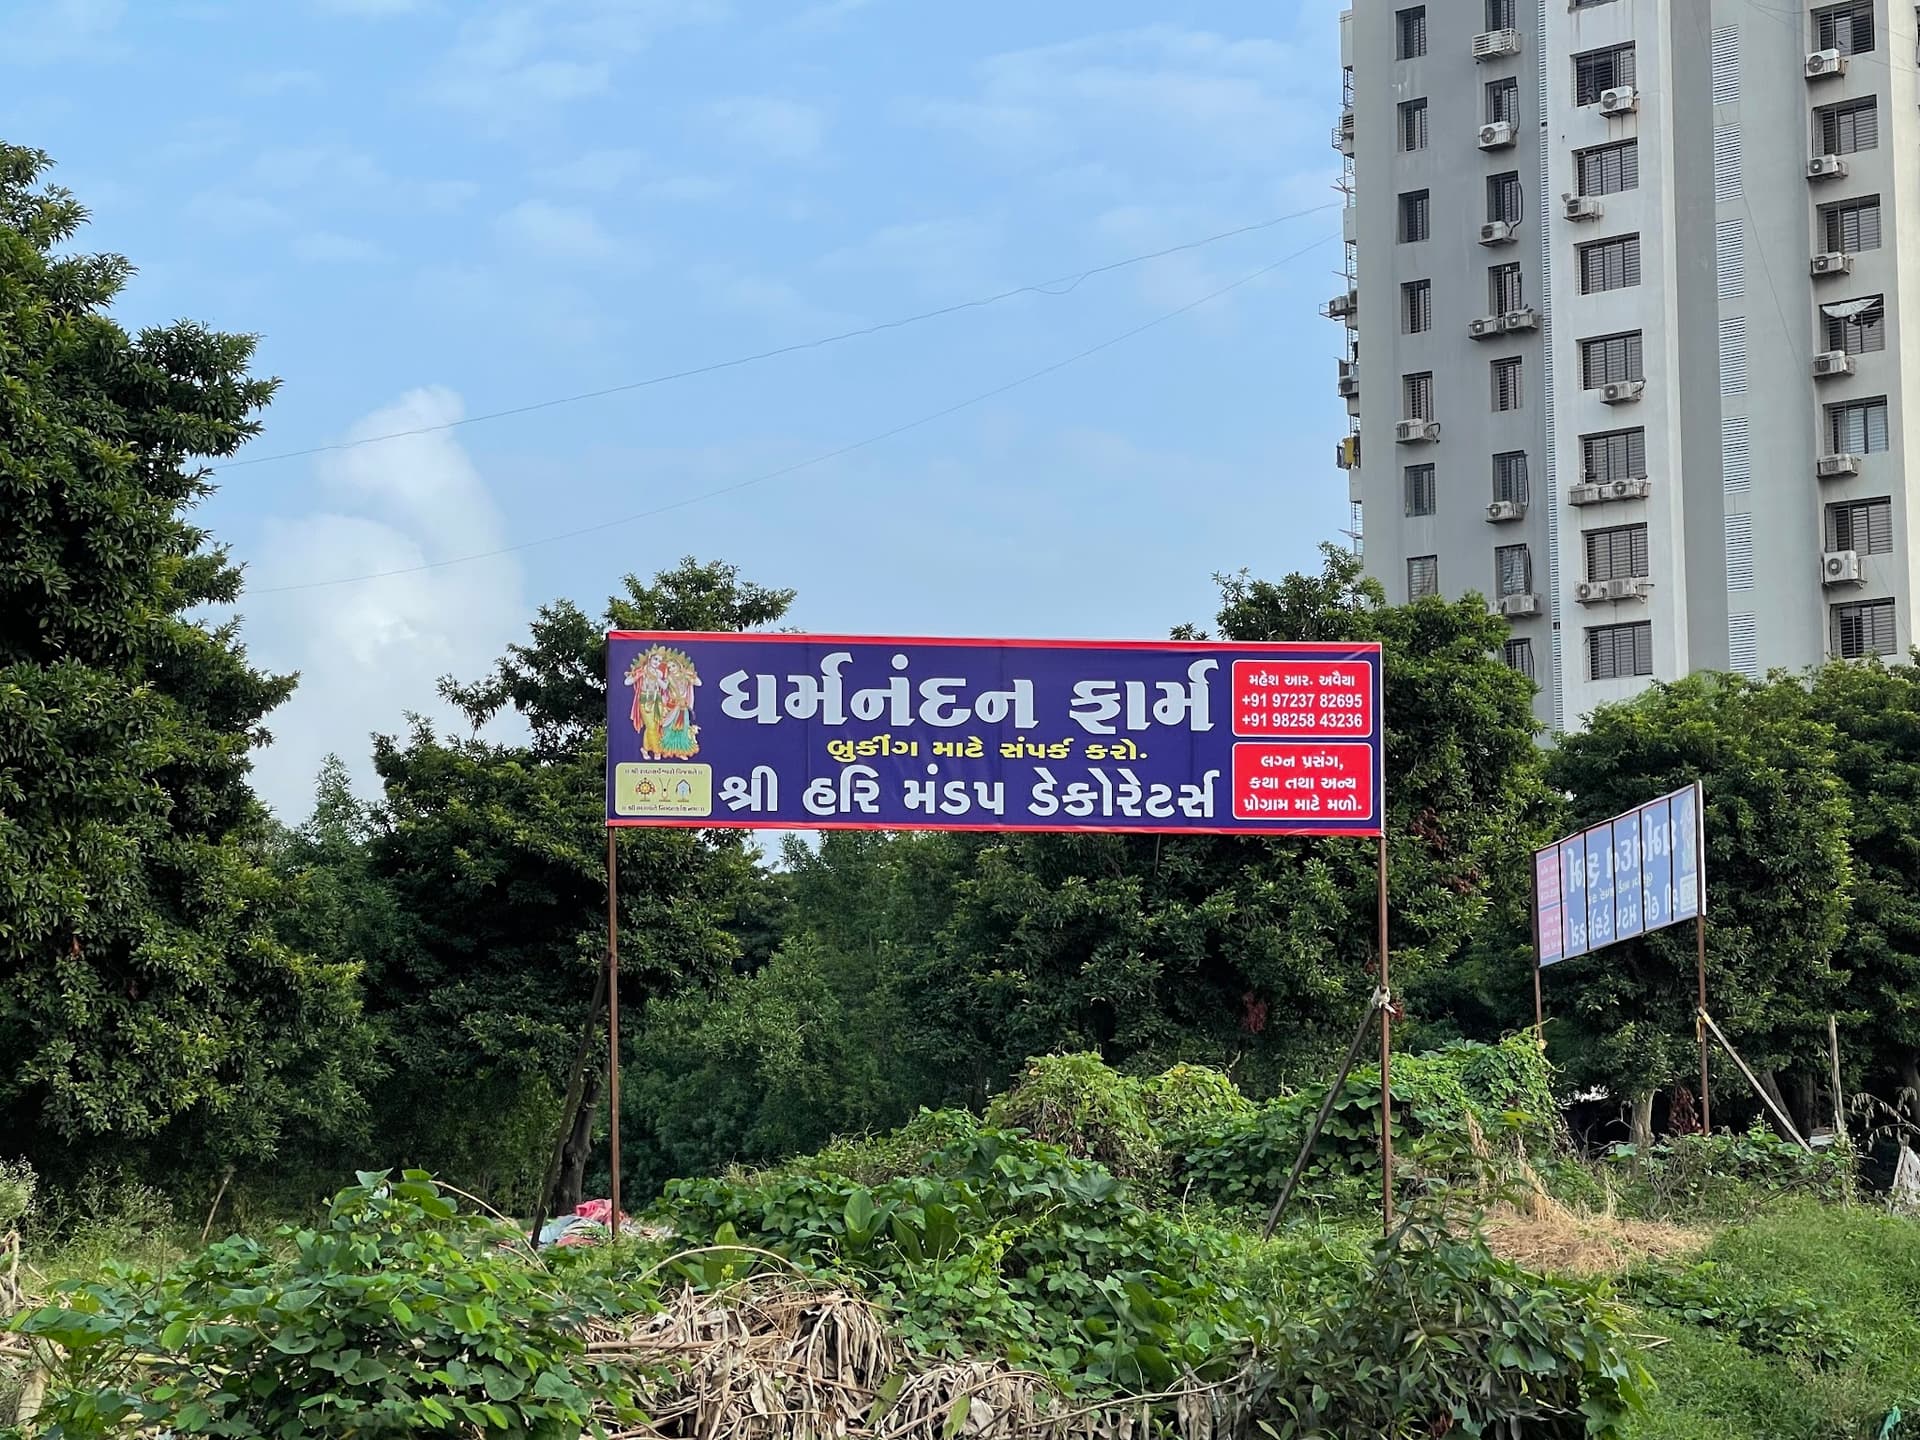 ધર્મનંદન ફાર્મ
બુકીંગ માટે સંપર્ક કરો.
શ્રી હરિ મંડપ ડેકોરેટર્સ
મહેશ આર. અવૈયા
+91 97237 82695
+91 98258 43236
લગ્ન પ્રસંગ,
કથા તથા અન્ય
પ્રોગ્રામ માટે મળો.